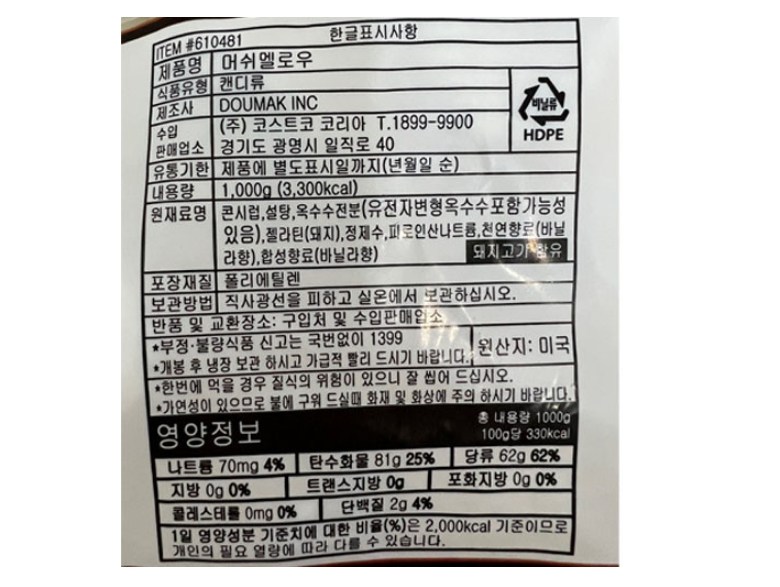 ITEM #610481 한글표시사항
제품명 머쉬멜로우
식품유형 캔디류
제조사 DOUMAK INC
수입판매업소 (주) 코스트코 코리아 T.1899-9900
경기도 광명시 일직로 40
비닐류
HDPE
유통기한 제품에 별도표시일까지(년월일 순)
내용량 1,000g (3,300kcal)
원재료명 콘시럽,설탕,옥수수전분(유전자변형옥수수포함가능성
있음),젤라틴(돼지),정제수,피로인산나트륨,천연향료(바닐
라향),합성향료(바닐라향) 돼지고기 함유
포장재질 폴리에틸렌
보관방법 직사광선을 피하고 실온에서 보관하십시오.
반품 및 교환장소: 구입처 및 수입판매업소
*부정·불량식품 신고는 국번없이 1399
*개봉 후 냉장 보관 하시고 가급적 빨리 드시기 바랍니다.
원산지: 미국
*한번에 먹을 경우 질식의 위험이 있으니 잘 씹어 드십시오.
*가연성이 있으므로 불에 구워 드실때 화재 및 화상에 주의 하시기 바랍니다.
영양정보
총 내용량 1000g
100g당 330kcal
나트륨 70mg 4% 탄수화물 81g 25% 당류 62g 62%
지방 0g 0% 트랜스지방 0g 포화지방 0g 0%
콜레스테롤 0mg 0% 단백질 2g 4%
1일 영양성분 기준치에 대한 비율(%)은 2,000kcal 기준이므로
개인의 필요 열량에 따라 다를 수 있습니다.